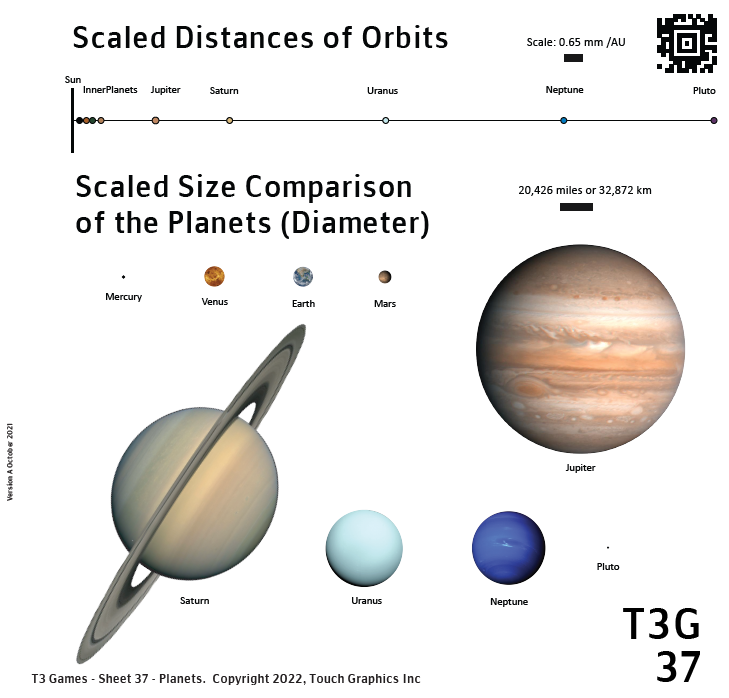 Scaled Distances of Orbits
Scale: 0.65 mm /AU
Sun
InnerPlanets
Jupiter
Saturn
Uranus
Neptune
Pluto
Scaled Size Comparison
of the Planets (Diameter)
20,426 miles or 32,872 km
Mercury
Venus
Earth
Mars
Jupiter
Saturn
Uranus
Neptune
Pluto
Version A October 2021
T3G
37
T3 Games - Sheet 37 - Planets. Copyright 2022, Touch Graphics Inc